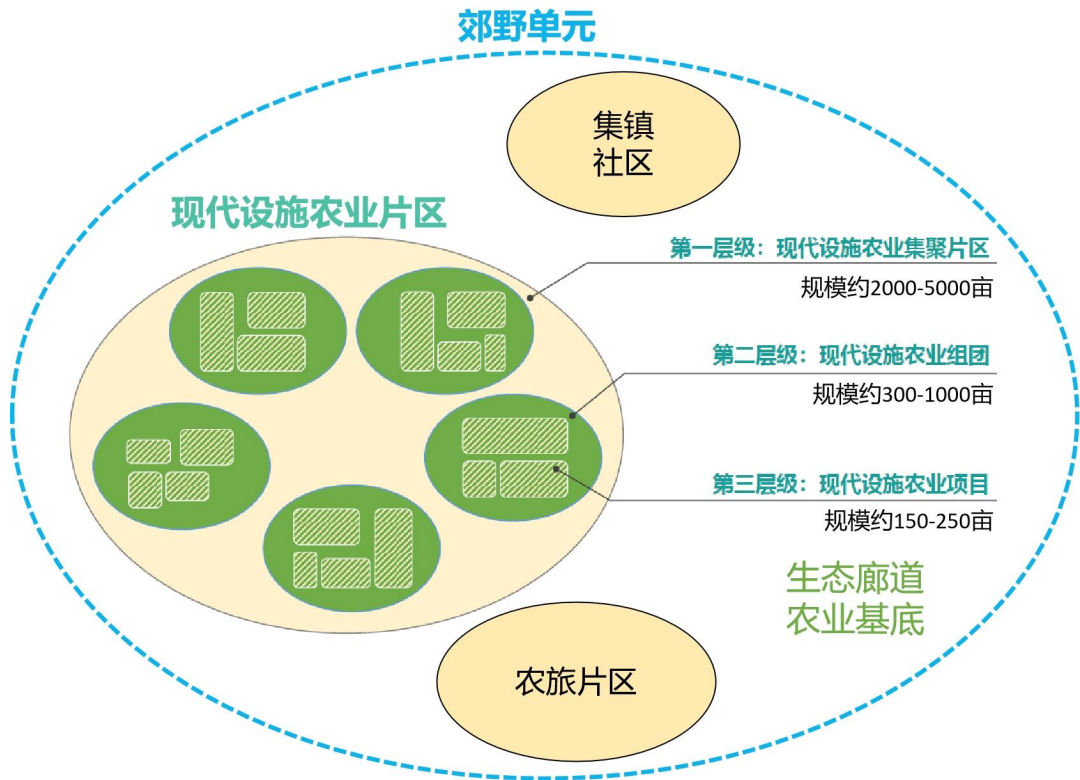 郊野单元
集镇
社区
现代设施农业片区
第一层级：现代设施农业集聚片区
规模约2000-5000亩
第二层级：现代设施农业组团
规模约300-1000亩
第三层级：现代设施农业项目
规模约150-250亩
生态廊道
农业基底
农旅片区